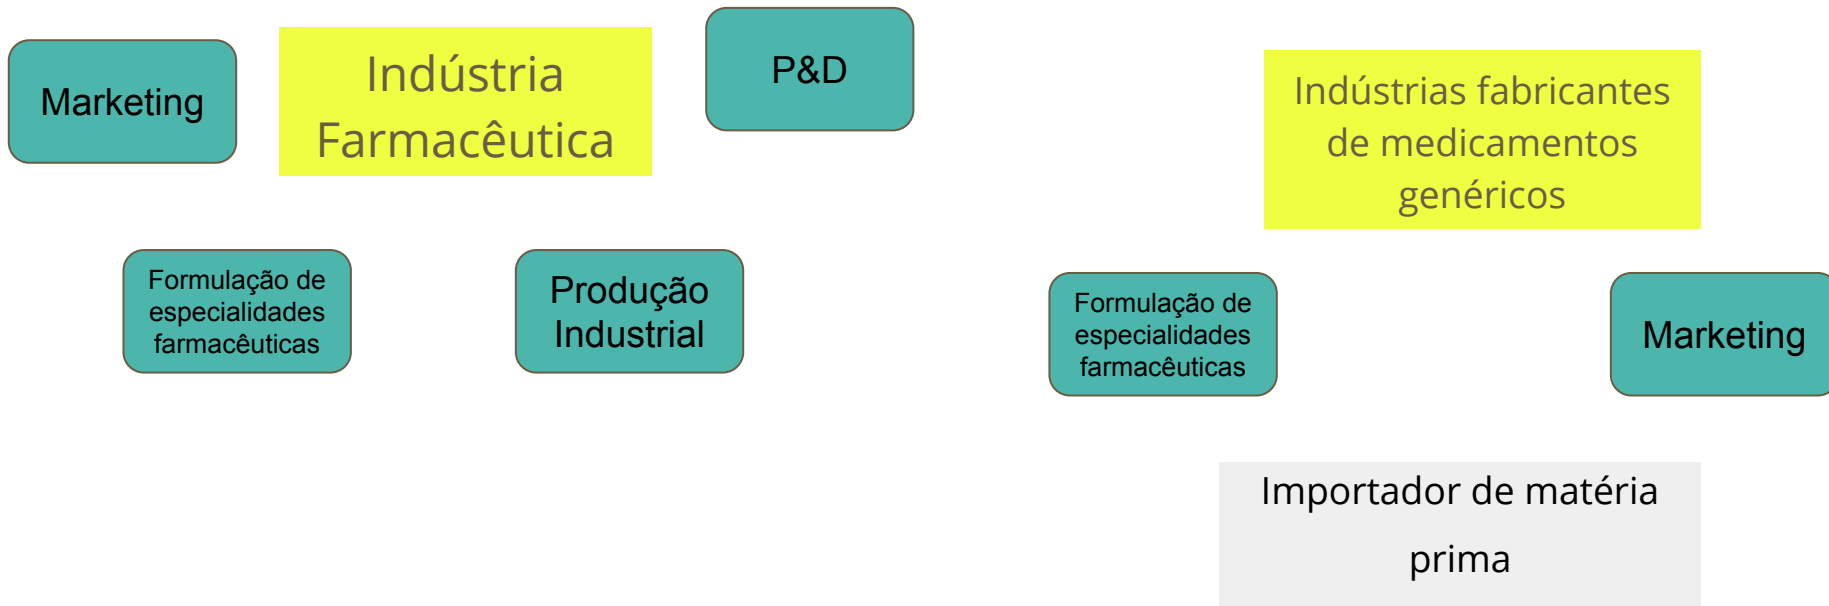 Marketing
Indústria
Farmacêutica
P&D
Formulação de
especialidades
farmacêuticas
Produção
Industrial
Indústrias fabricantes
de medicamentos
genéricos
Formulação de
especialidades
farmacêuticas
Marketing
Importador de matéria
prima